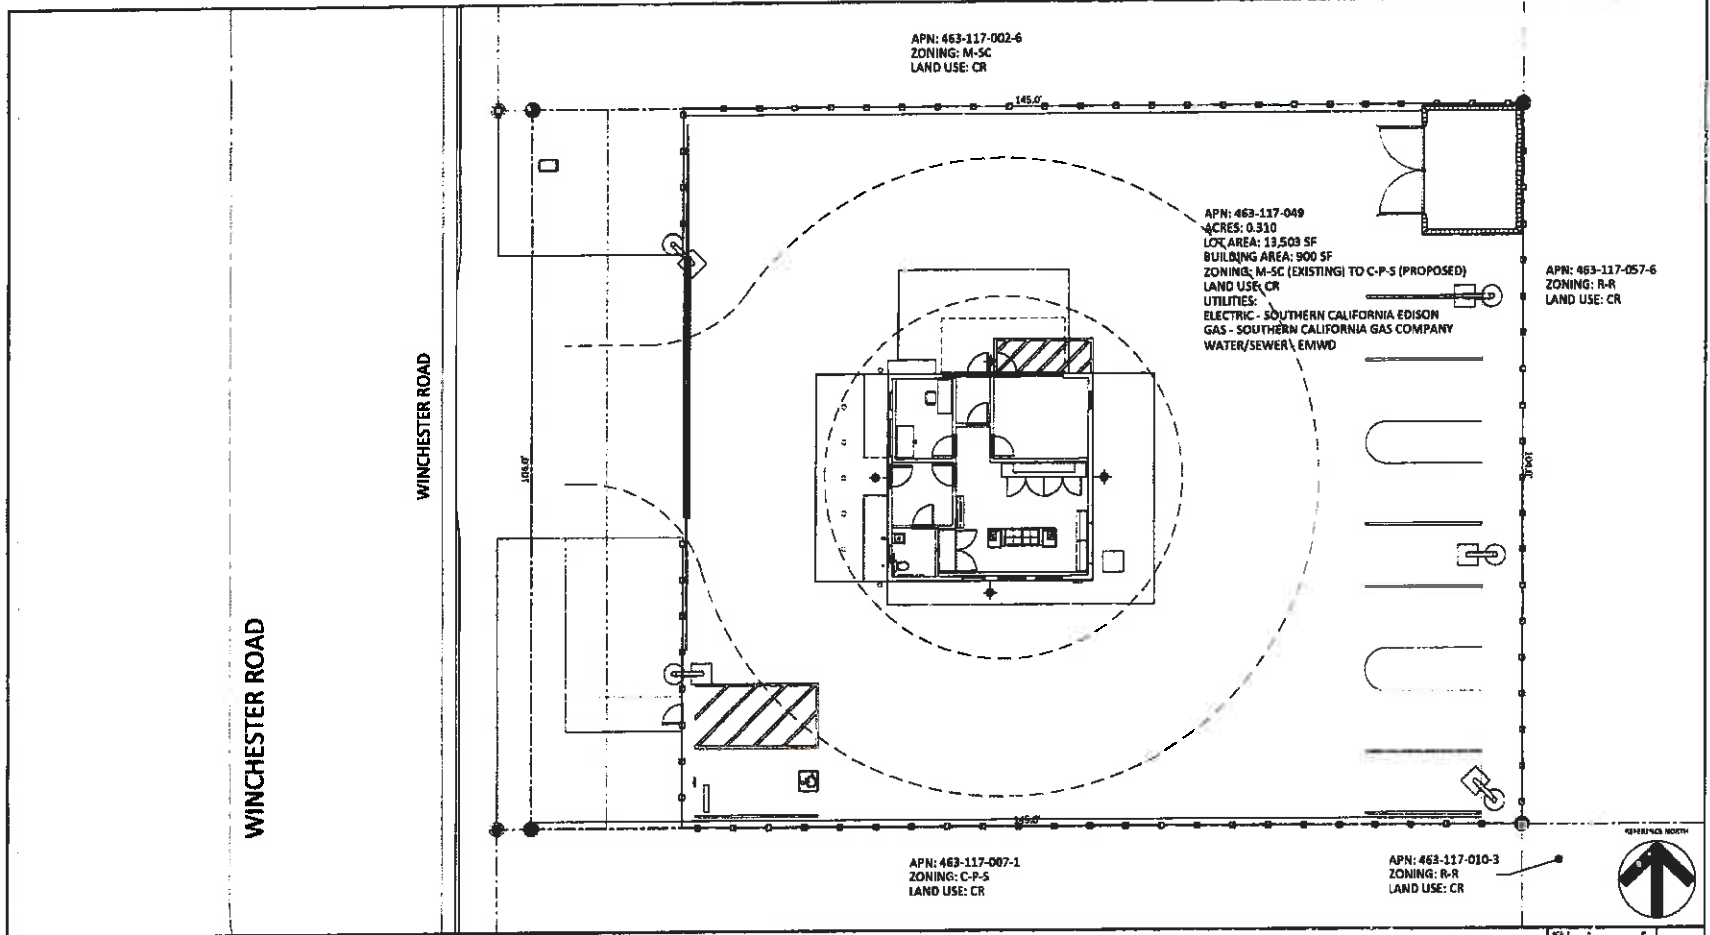 APN: 463-117-002-6
ZONING: M-SC
LAND USE: CR
145.0'
APN: 463-117-049
ACRES: 0.310
LOT AREA: 13,503 SF
BUILDING AREA: 900 SF
ZONING: M-SC (EXISTING) TO C-P-S (PROPOSED)
LAND USE: CR
UTILITIES:
ELECTRIC - SOUTHERN CALIFORNIA EDISON
GAS - SOUTHERN CALIFORNIA GAS COMPANY
WATER/SEWER: EMWD
APN: 463-117-057-6
ZONING: R-R
LAND USE: CR
WINCHESTER ROAD
104.0'
104.0'
WINCHESTER ROAD
145.0'
APN: 463-117-007-1
ZONING: C-P-S
LAND USE: CR
APN: 463-117-010-3
ZONING: R-R
LAND USE: CR
REFERENCE NORTH